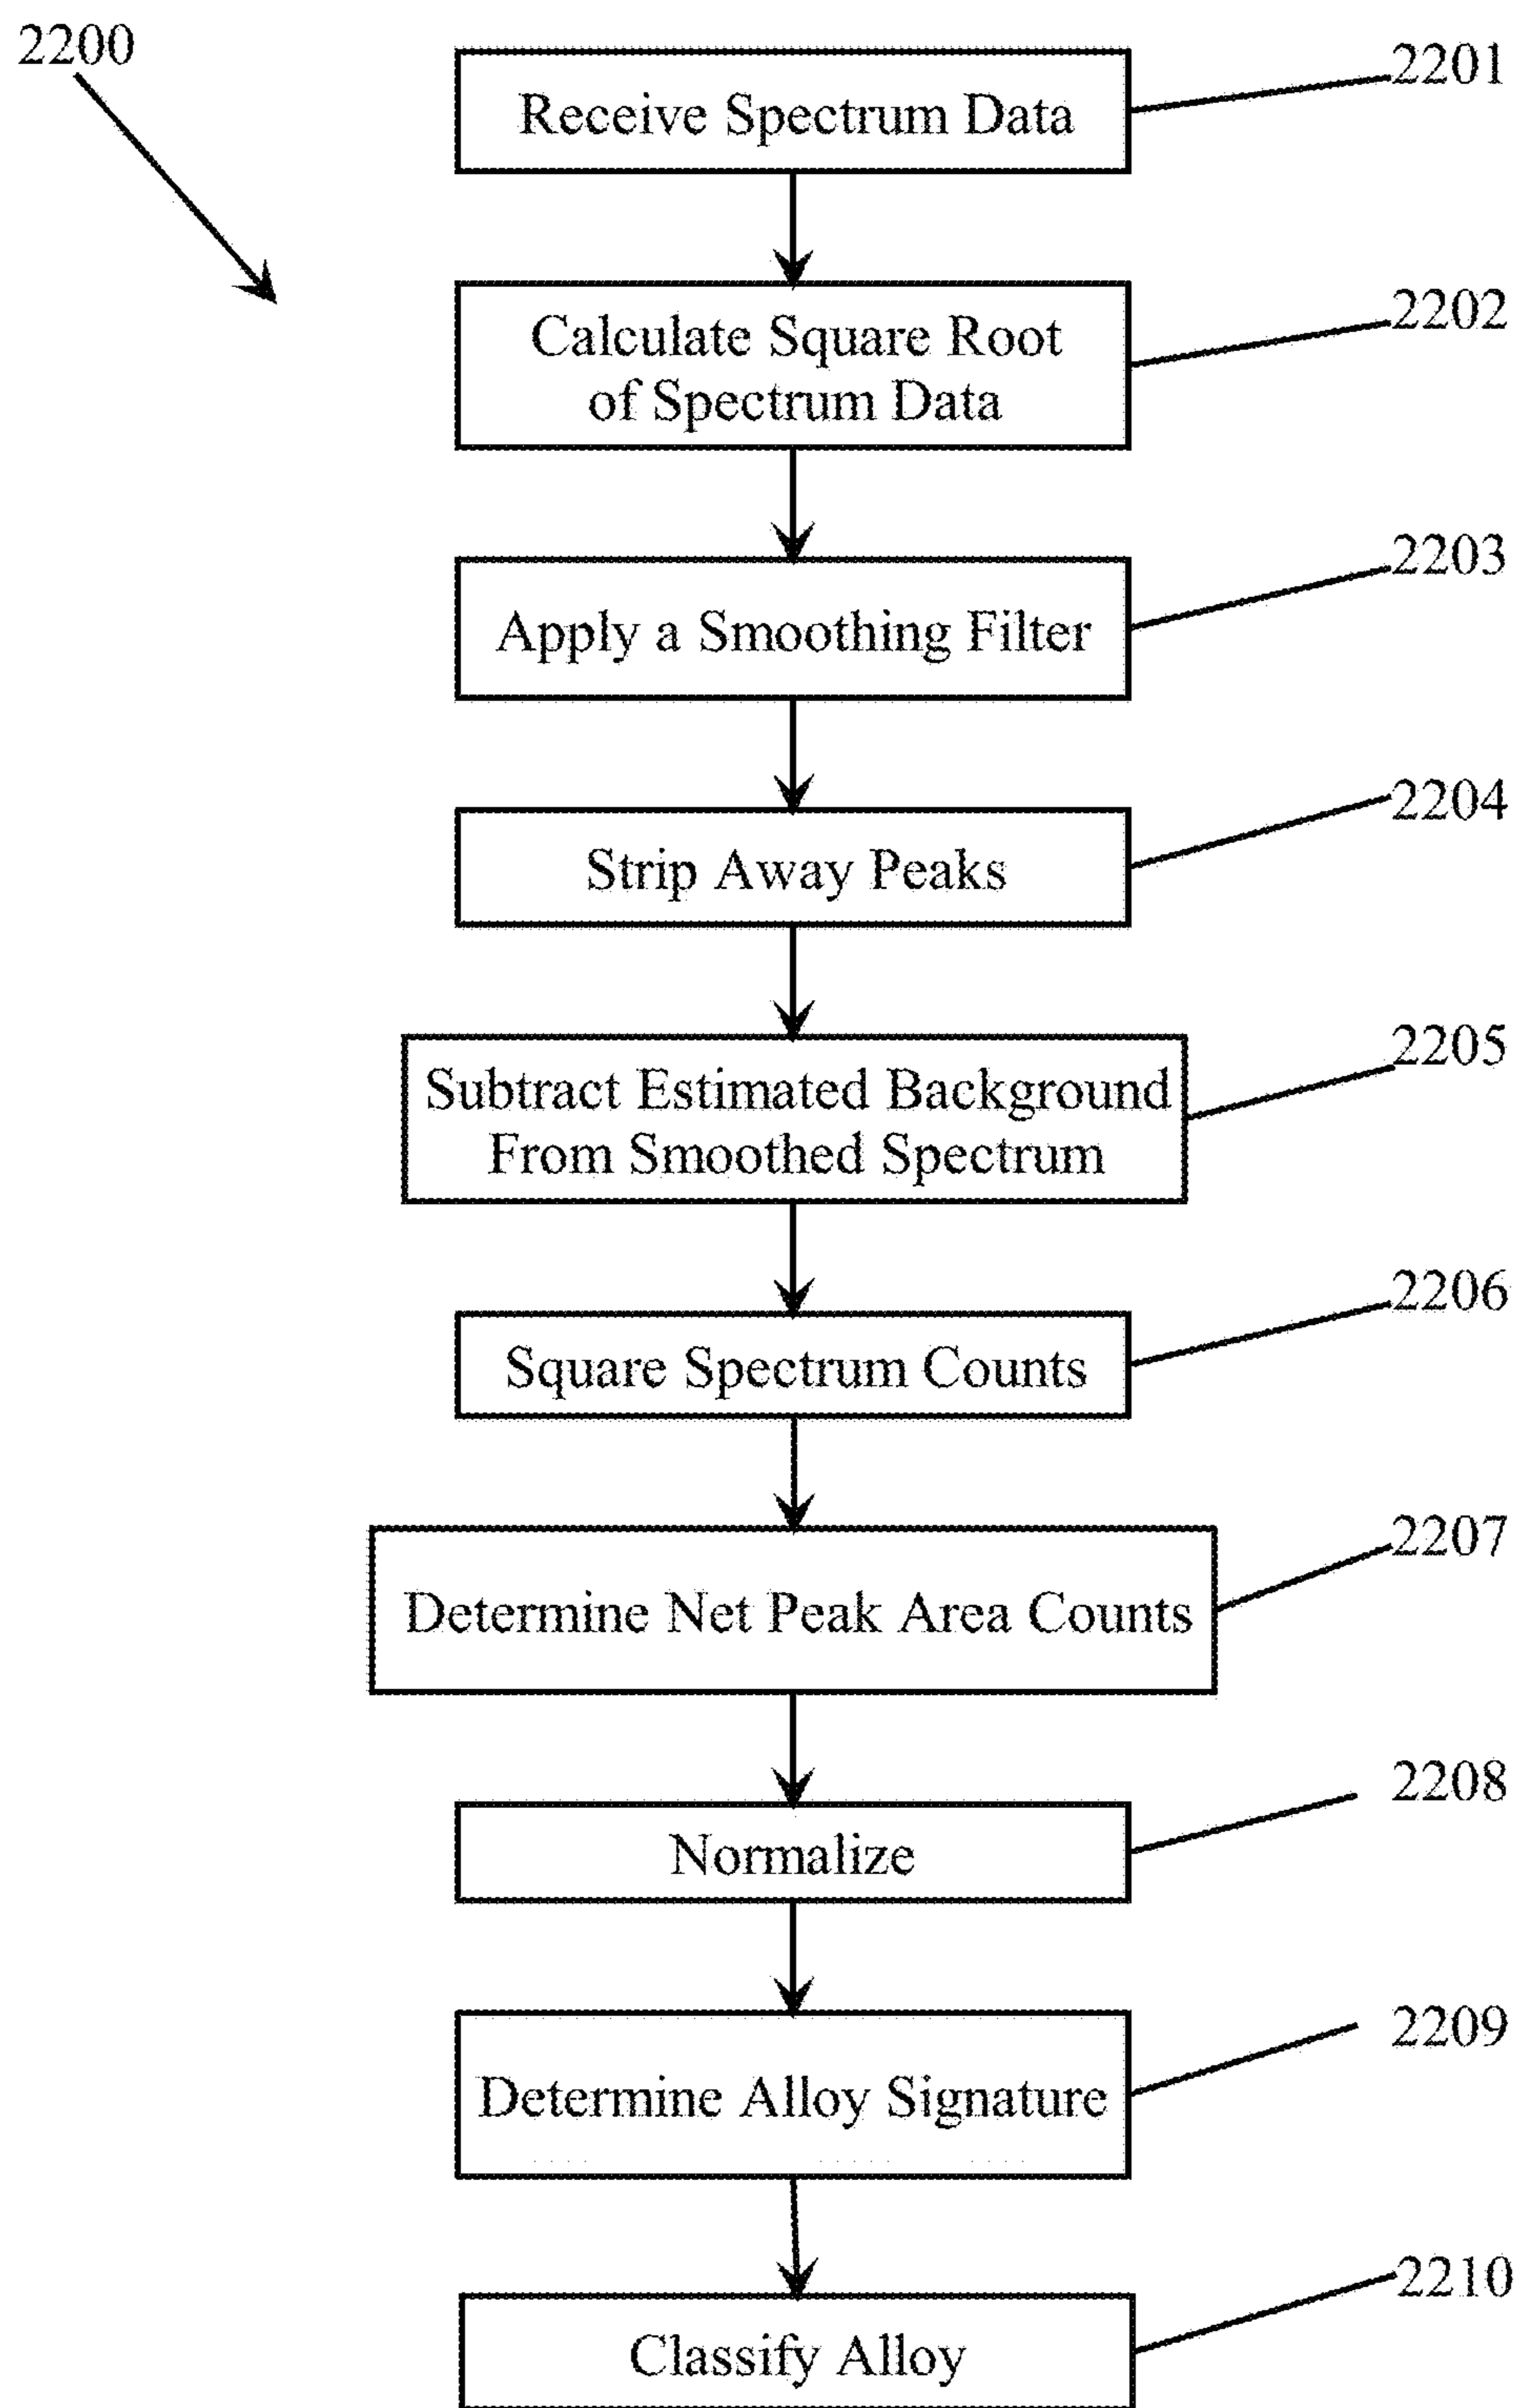 2200
Receive Spectrum Data
2201
Calculate Square Root
of Spectrum Data
2202
Apply a Smoothing Filter
2203
Strip Away Peaks
2204
Subtract Estimated Background
From Smoothed Spectrum
2205
Square Spectrum Counts
2206
Determine Net Peak Area Counts
2207
Normalize
2208
Determine Alloy Signature
2209
Classify Alloy
2210